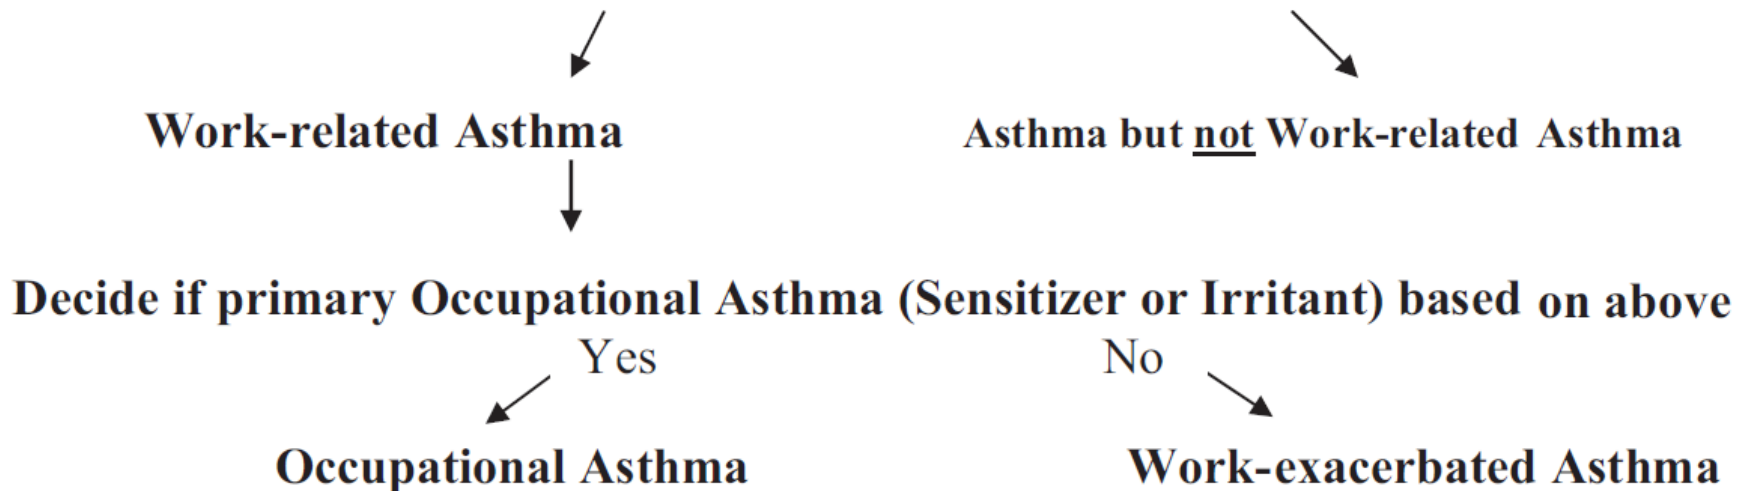 Work-related Asthma
Asthma but not Work-related Asthma
Decide if primary Occupational Asthma (Sensitizer or Irritant) based on above
Yes
No
Occupational Asthma
Work-exacerbated Asthma